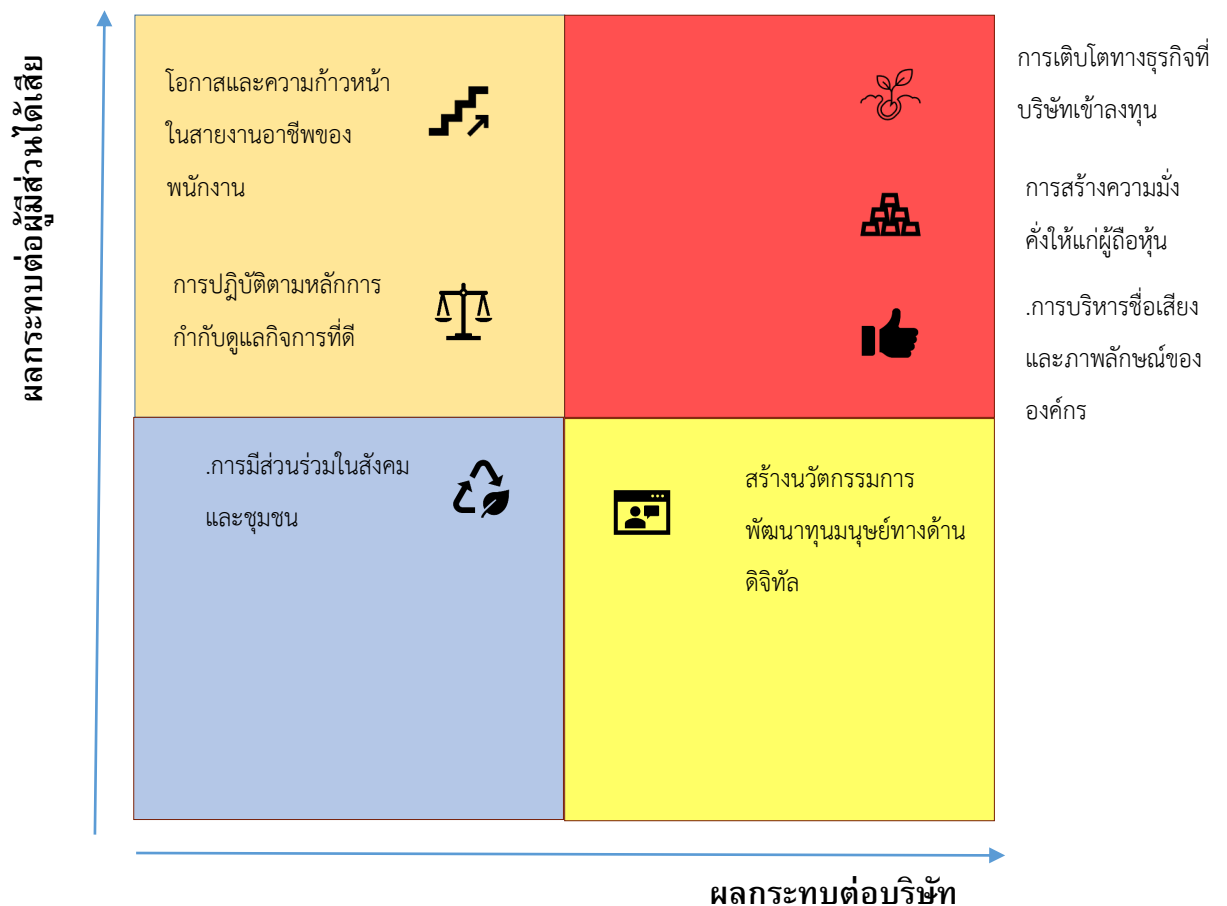 ผลกระทบต่อผู้มีส่วนได้เสีย
โอกาสและความก้าวหน้า
ในสายงานอาชีพของ
พนักงาน
การปฎิบัติตามหลักการ
กำกับดูแลกิจการที่ดี
การเติบโตทางธุรกิจที่
บริษัทเข้าลงทุน
การสร้างความมั่ง
คั่งให้แก่ผู้ถือหุ้น
.การบริหารชื่อเสียง
และภาพลักษณ์ของ
องค์กร
.การมีส่วนร่วมในสังคม
และชุมชน
สร้างนวัตกรรมการ
พัฒนาทุนมนุษย์ทางด้าน
ดิจิทัล
ผลกระทบต่อบริษัท